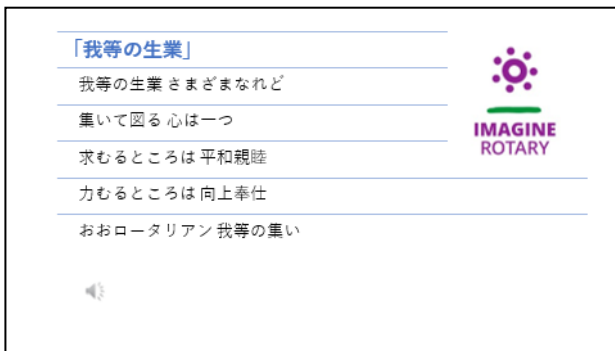 「我等の生業」
我等の生業 さまざまなれど
集いて図る 心は一つ
求むるところは 平和親睦
力むるところは 向上奉仕
おおロータリアン 我等の集い
IMAGINE
ROTARY